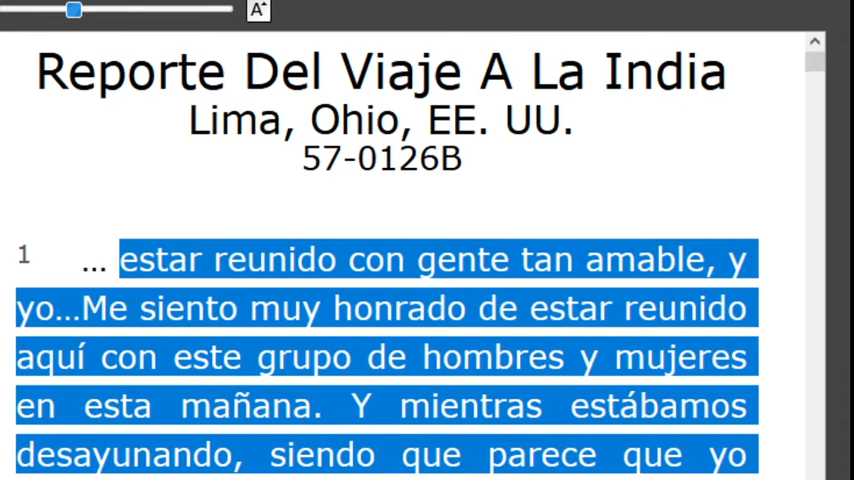 A
Reporte Del Viaje A La India
Lima, Ohio, EE. UU.
57-0126B
1 ... estar reunido con gente tan amable, y
yo...Me siento muy honrado de estar reunido
aquí con este grupo de hombres y mujeres
en esta mañana. Y mientras estábamos
desayunando, siendo que parece que yo